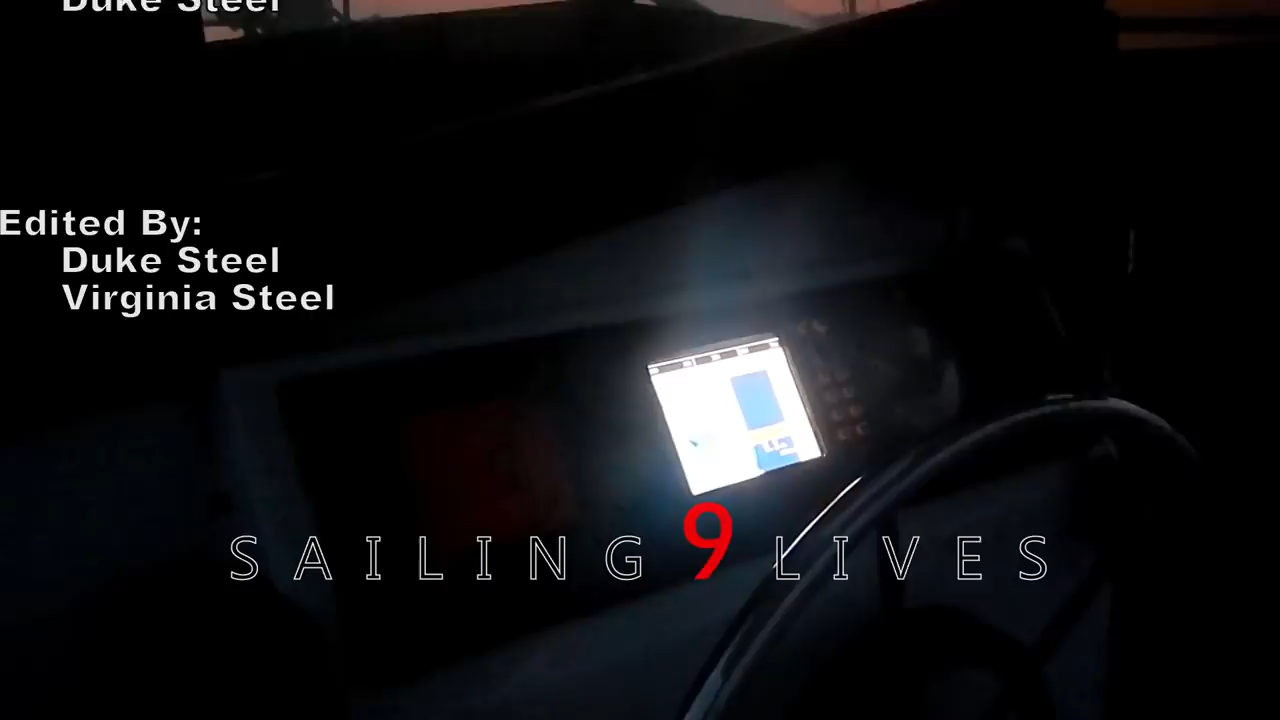 Duke Steel
Edited By:
Duke Steel
Virginia Steel
SAILING 9 LIVES